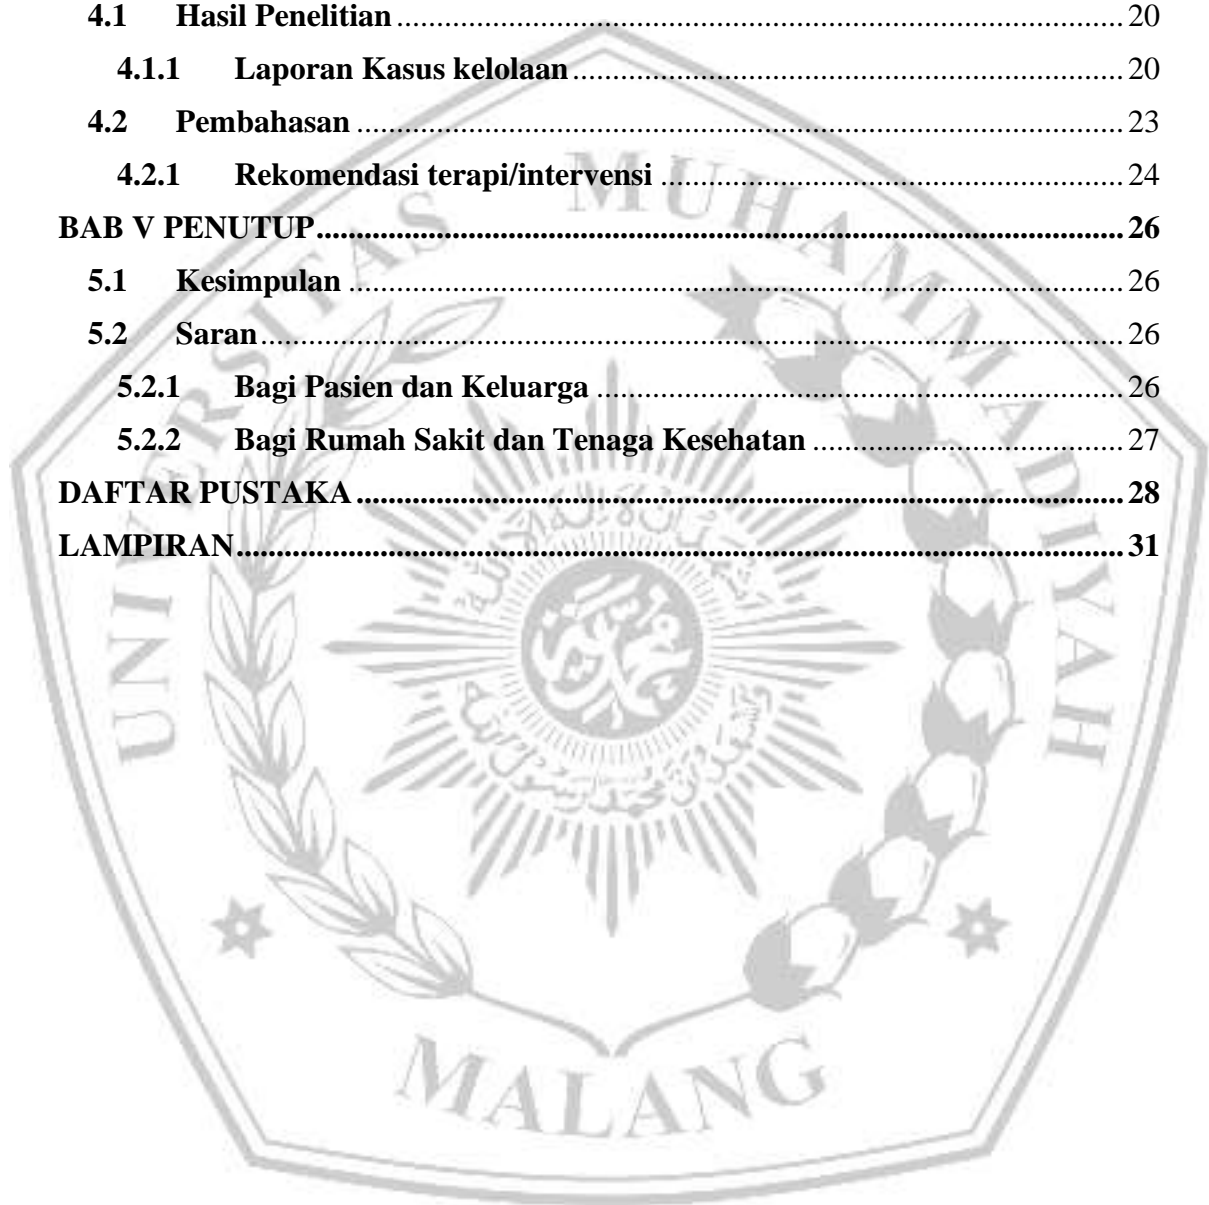 4.1 Hasil Penelitian........................................................................................ 20
4.1.1 Laporan Kasus kelolaan.................................................................. 20
4.2 Pembahasan............................................................................................ 23
4.2.1 Rekomendasi terapi/intervensi........................................................ 24
BAB V PENUTUP................................................................................................ 26
5.1 Kesimpulan............................................................................................. 26
5.2 Saran....................................................................................................... 26
5.2.1 Bagi Pasien dan Keluarga............................................................... 26
5.2.2 Bagi Rumah Sakit dan Tenaga Kesehatan...................................... 27
DAFTAR PUSTAKA............................................................................................ 28
LAMPIRAN.......................................................................................................... 31
UNIVERSITAS MUHAMMADIYAH
MALANG